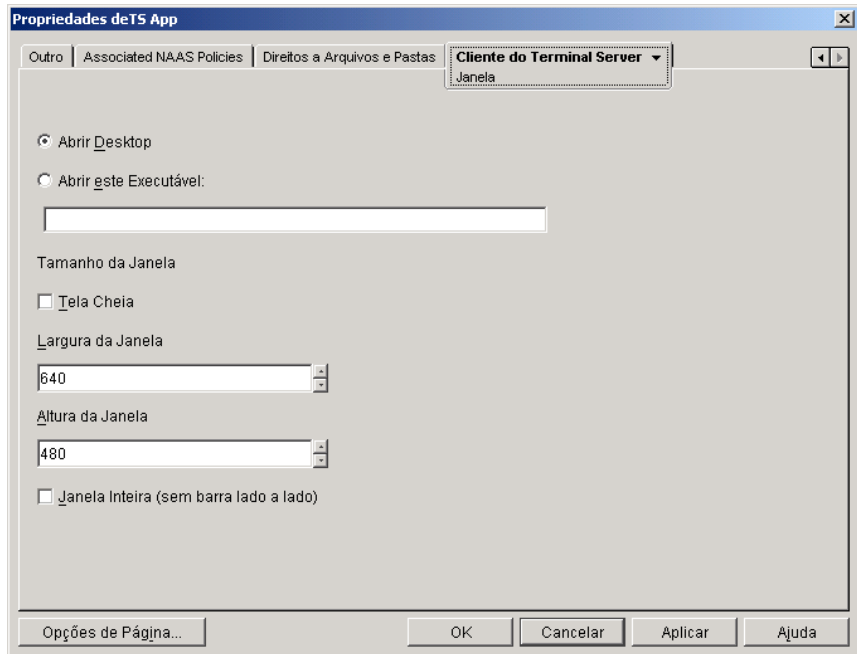 Propriedades deTS App
Outro
Associated NAAS Policies
Direitos a Arquivos e Pastas
Cliente do Terminal Server
Janela
Abrir Desktop
Abrir este Executável:
Tamanho da Janela
Tela Cheia
Largura da Janela
640
Altura da Janela
480
Janela Inteira (sem barra lado a lado)
Opções de Página...
OK
Cancelar
Aplicar
Ajuda